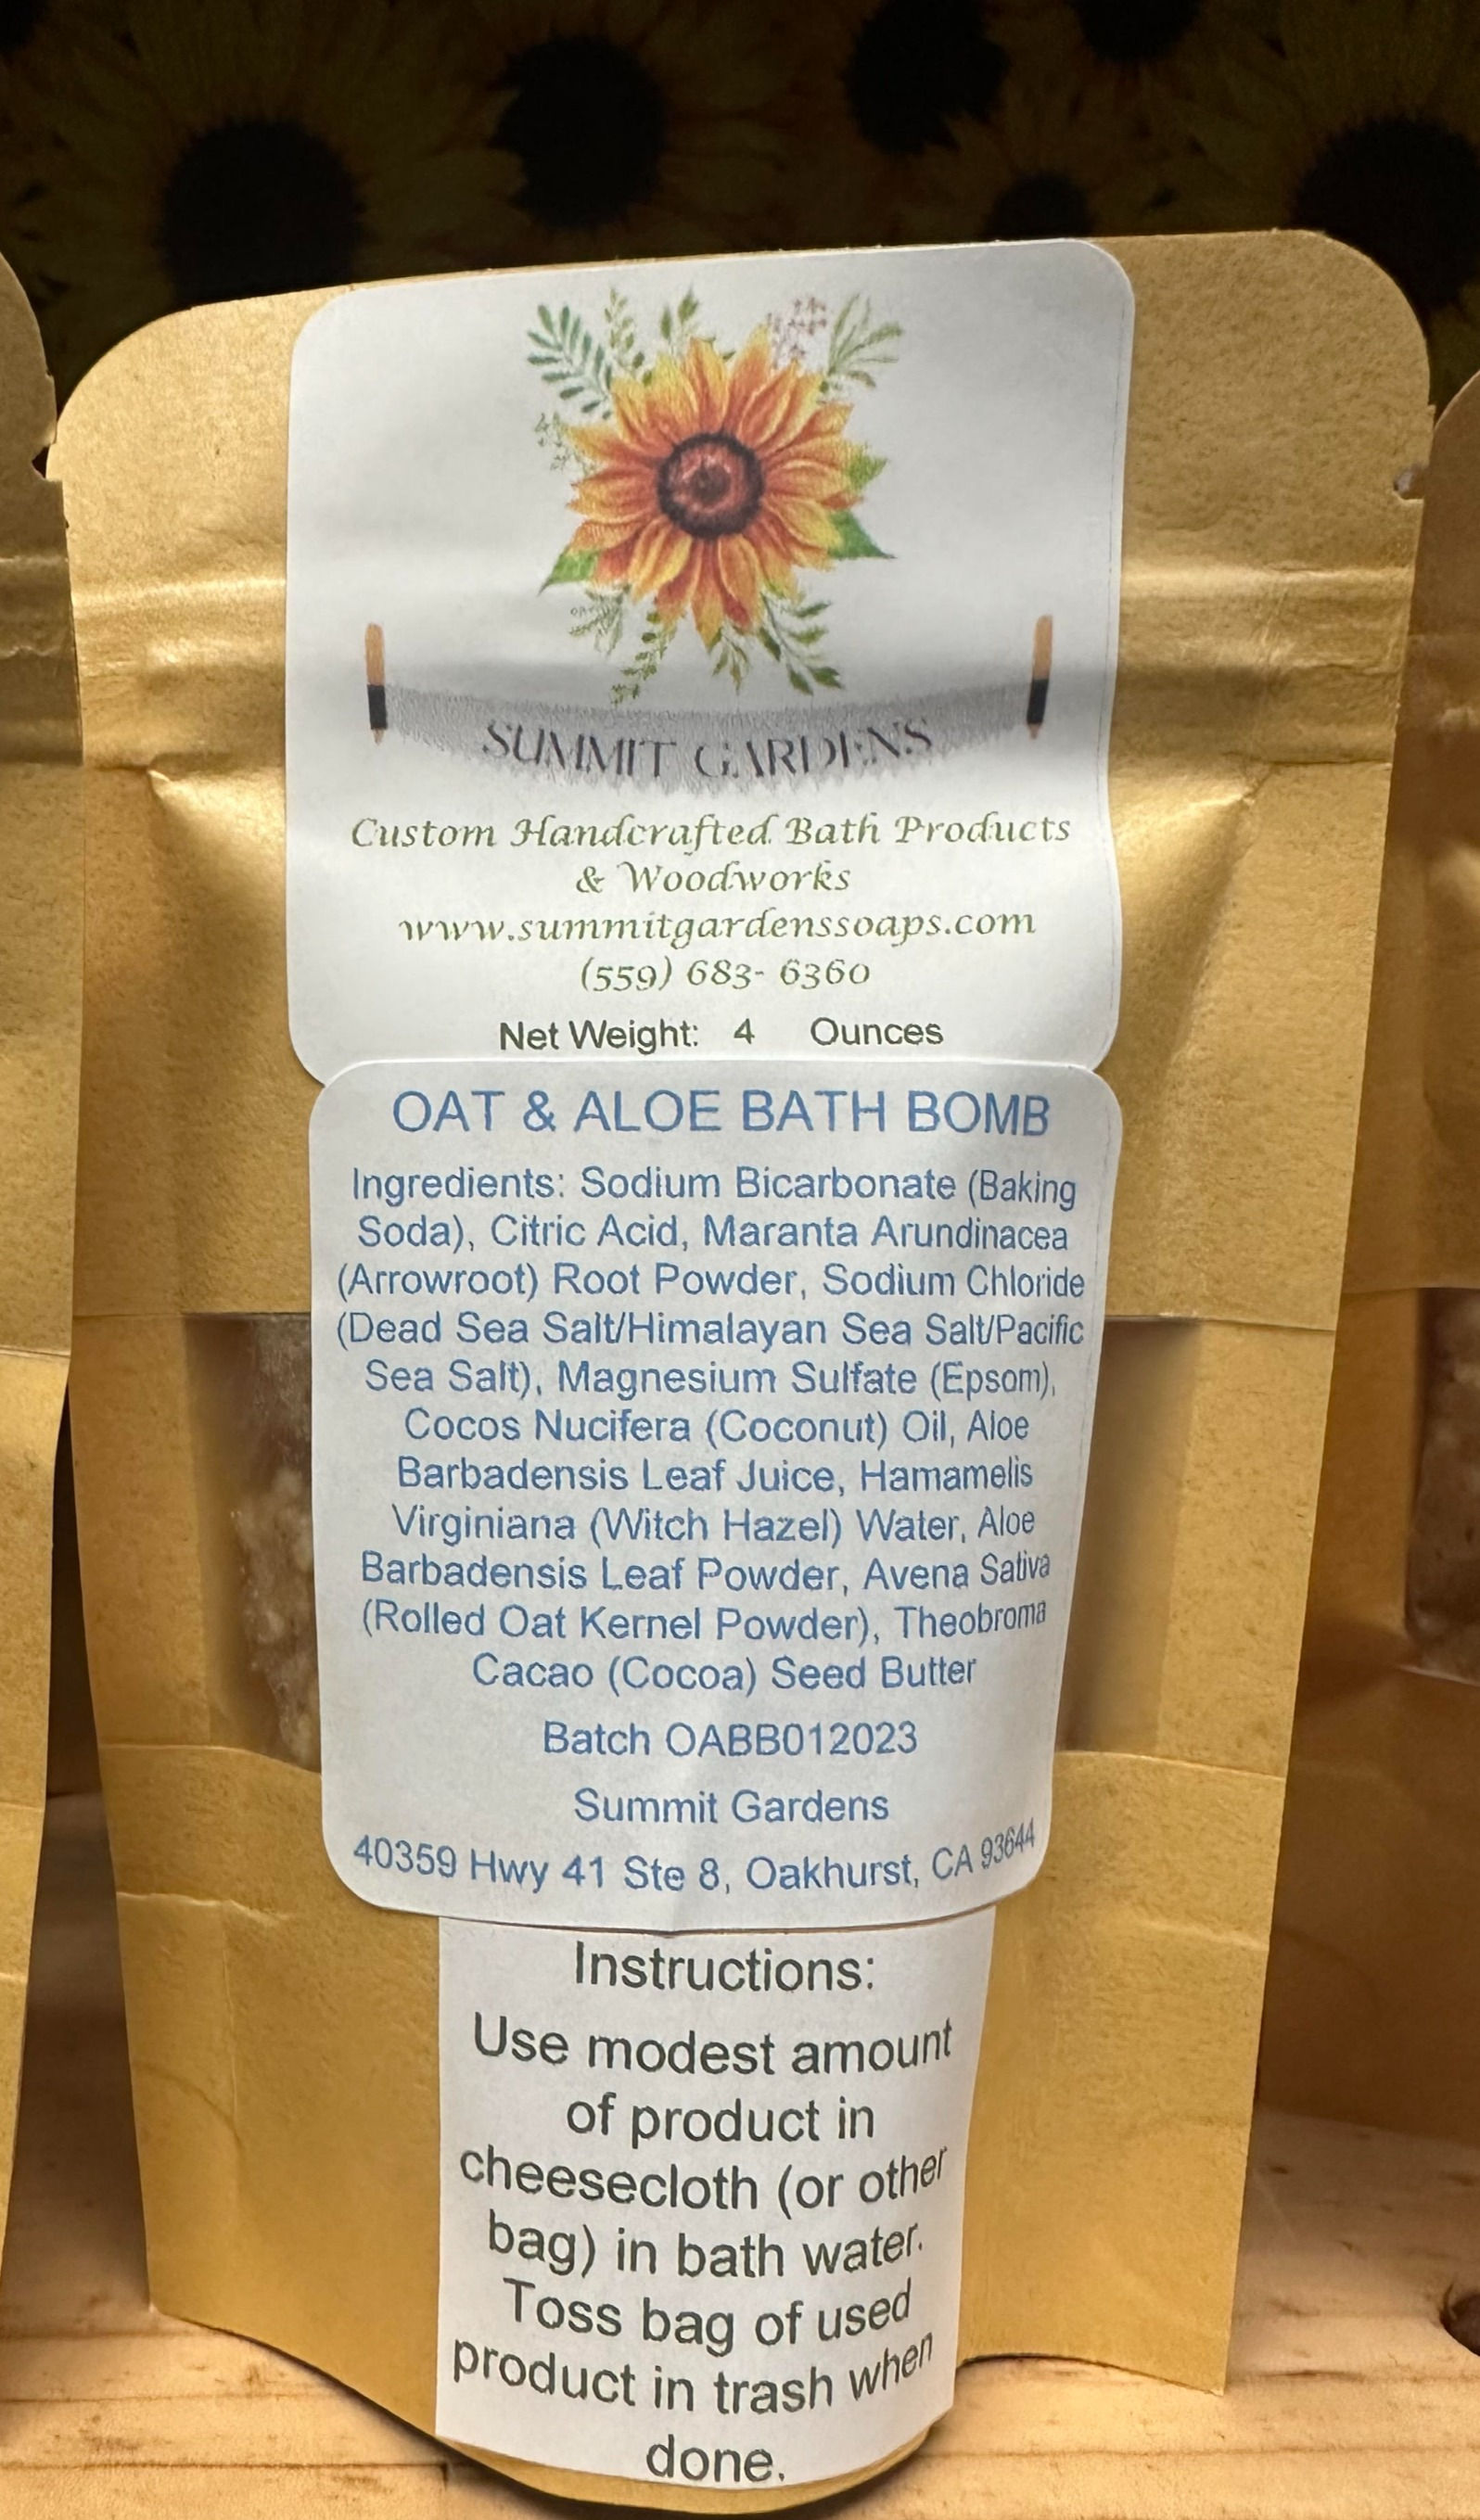 SUMMIT GARDENS
Custom Handcrafted Bath Products
& Woodworks
www.summitgardenssoaps.com
(559) 683- 6360
Net Weight: 4 Ounces
OAT & ALOE BATH BOMB
Ingredients: Sodium Bicarbonate (Baking
Soda), Citric Acid, Maranta Arundinacea
(Arrowroot) Root Powder, Sodium Chloride
(Dead Sea Salt/Himalayan Sea Salt/Pacific
Sea Salt), Magnesium Sulfate (Epsom),
Cocos Nucifera (Coconut) Oil, Aloe
Barbadensis Leaf Juice, Hamamelis
Virginiana (Witch Hazel) Water, Aloe
Barbadensis Leaf Powder, Avena Sativa
(Rolled Oat Kernel Powder), Theobroma
Cacao (Cocoa) Seed Butter
Batch OABB012023
Summit Gardens
40359 Hwy 41 Ste 8, Oakhurst, CA 93644
Instructions:
Use modest amount
of product in
cheesecloth (or other
bag) in bath water.
Toss bag of used
product in trash when
done.